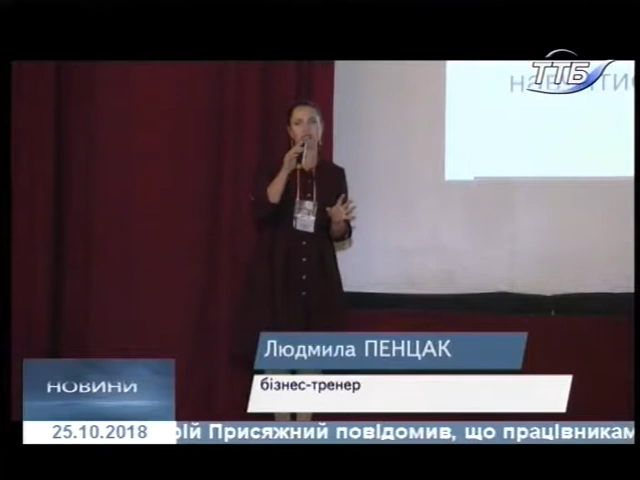 ТТБ
Людмила ПЕНЦАК
бізнес-тренер
НОВИНИ
25.10.2018
Присяжний повідомив, що працівникам